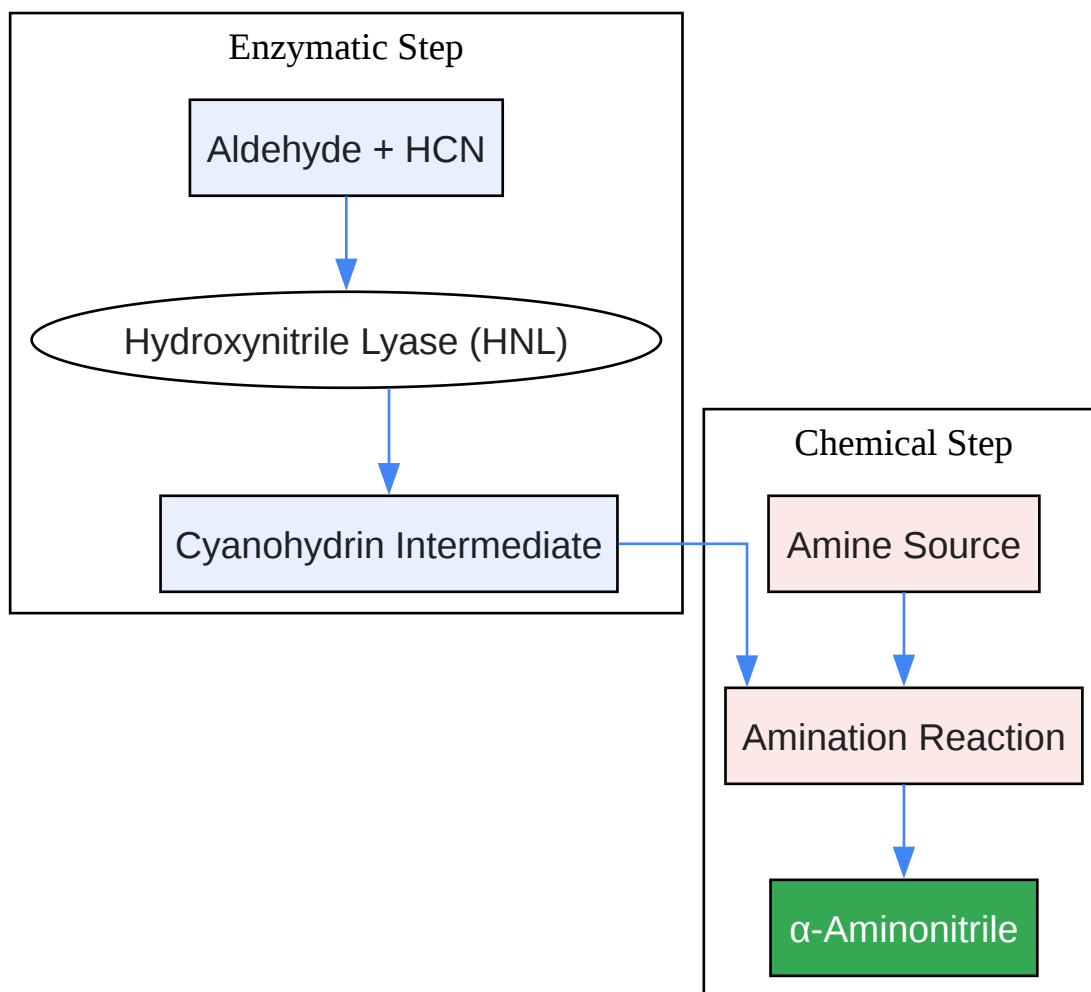 Enzymatic Step
Aldehyde + HCN
Hydroxynitrile Lyase (HNL)
Cyanohydrin Intermediate
Chemical Step
Amine Source
Amination Reaction
α-Aminonitrile